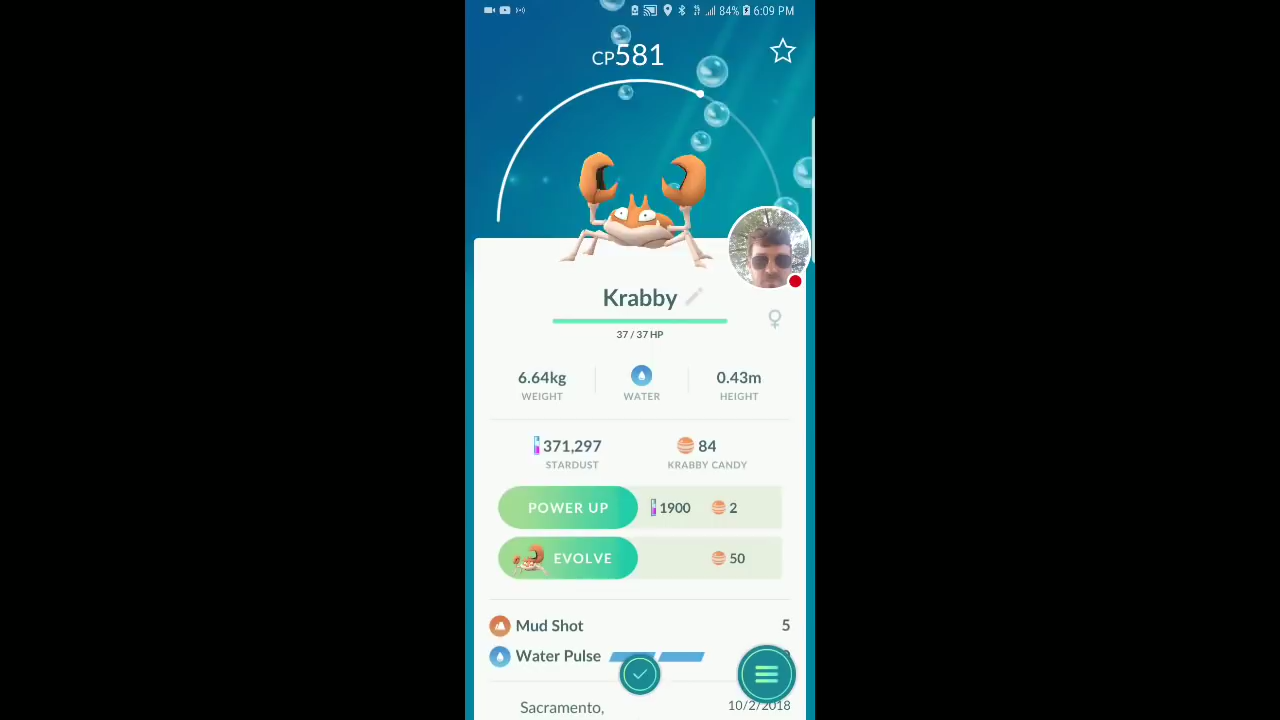 84% 6:09 PM
CP581
Krabby
37 / 37 HP
6.64kg
WEIGHT
WATER
0.43m
HEIGHT
371,297
STARDUST
84
KRABBY CANDY
POWER UP 1900 2
EVOLVE 50
Mud Shot 5
Water Pulse
Sacramento,
10/2/2018